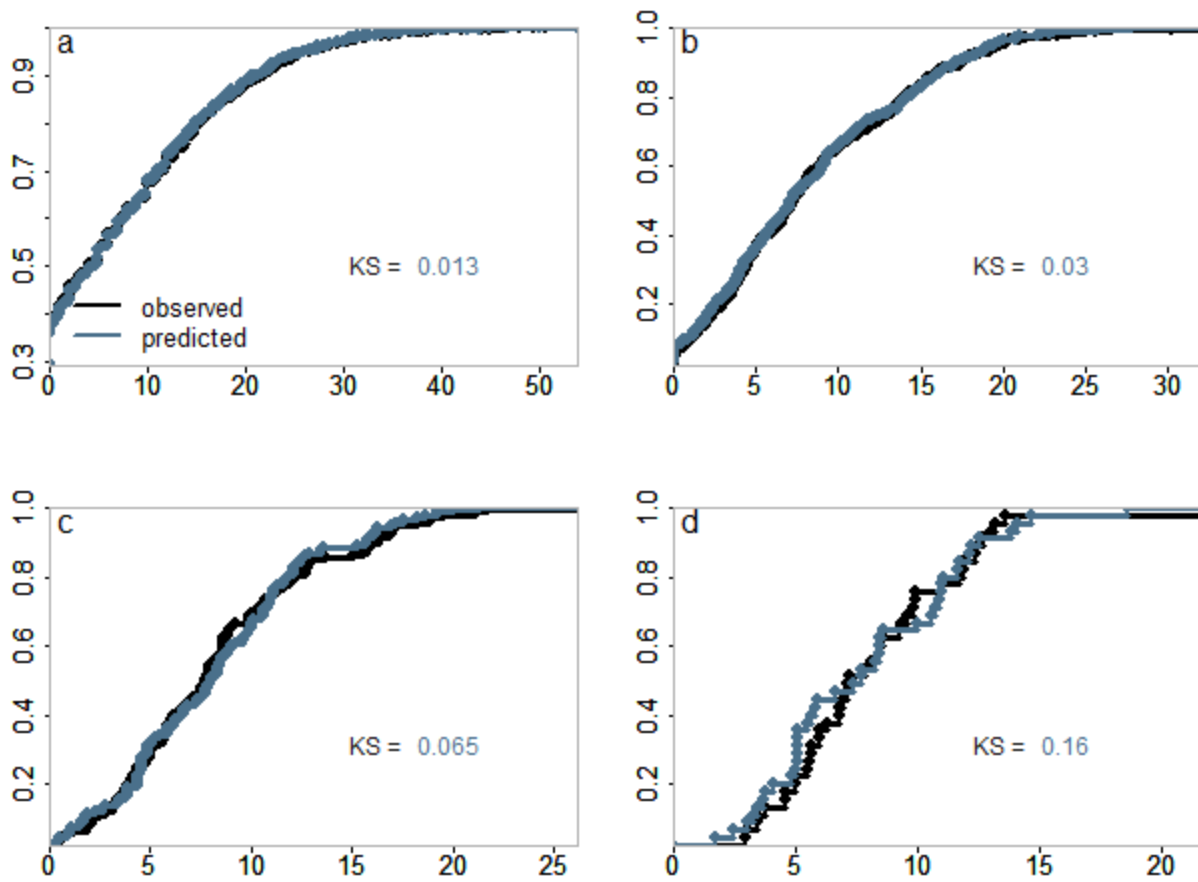 a
0.9
0.7
0.5
0.3
KS = 0.013
observed
predicted
0 10 20 30 40 50
b
1.0
0.8
0.6
0.4
0.2
KS = 0.03
0 5 10 15 20 25 30
c
1.0
0.8
0.6
0.4
0.2
KS = 0.065
0 5 10 15 20 25
d
1.0
0.8
0.6
0.4
0.2
KS = 0.16
0 5 10 15 20